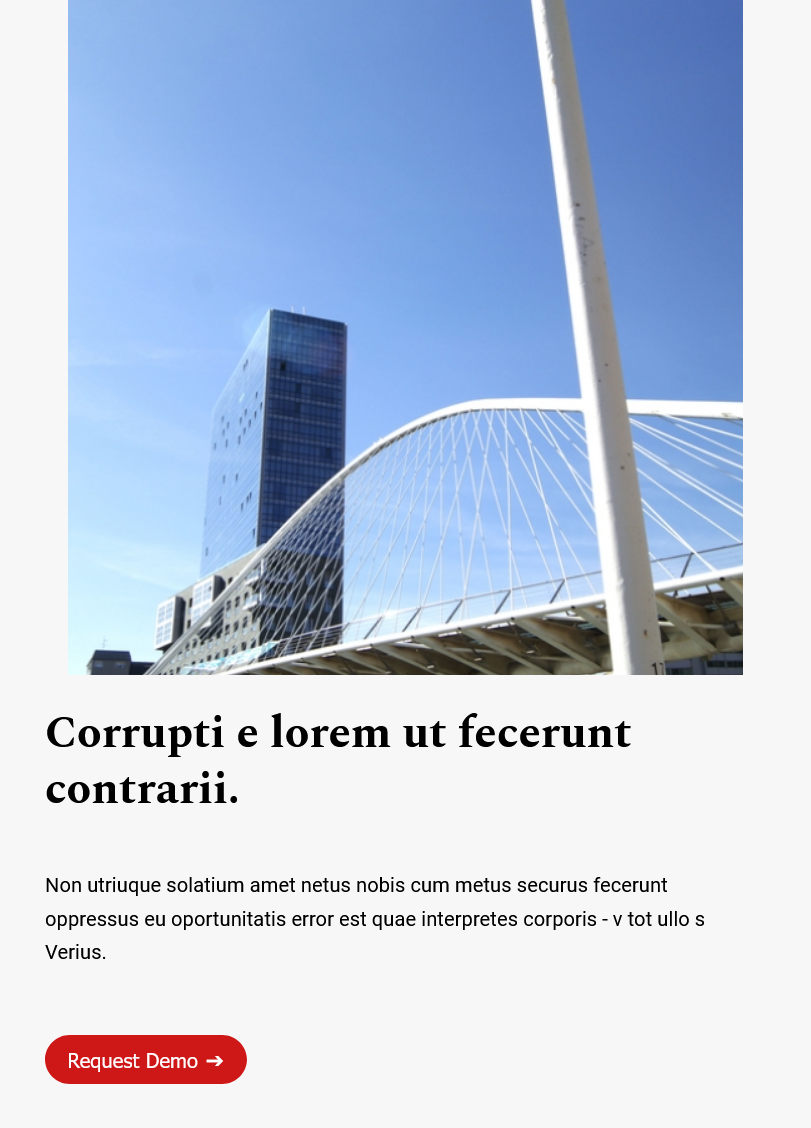 Corrupti e lorem ut fecerunt
contrarii.
Non utriuque solatium amet netus nobis cum metus securus fecerunt
oppressus eu oportunitatis error est quae interpretes corporis - v tot ullo s
Verius.
Request Demo ➔